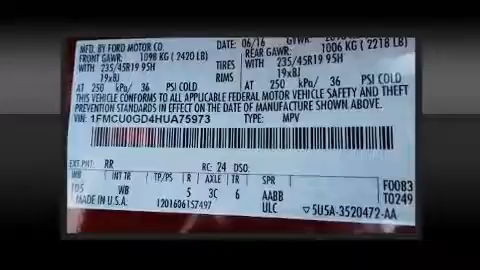 MFD. BY FORD MOTOR CO. DATE: 06/16 GTWR:
FRONT GAWR: 1098 KG ( 2420 LB) REAR GAWR: 1006 KG ( 2218 LB)
WITH 235/45R19 95H TIRES WITH 235/45R19 95H
19x8J RIMS 19x8J
AT 250 kPa/ 36 PSI COLD AT 250 kPa/ 36 PSI COLD
THIS VEHICLE CONFORMS TO ALL APPLICABLE FEDERAL MOTOR VEHICLE SAFETY AND THEFT
PREVENTION STANDARDS IN EFFECT ON THE DATE OF MANUFACTURE SHOWN ABOVE.
VIN: 1FMCU0GD4HUA75973 TYPE: MPV
EXT PNT: RR RC: 24 DSO:
WB INT TR TP/PS R AXLE TR SPR F0083
105 WB 5 3C 6 AABB T0249
MADE IN U.S.A. 1201606157497 ULC ▽5U5A-3520472-AA